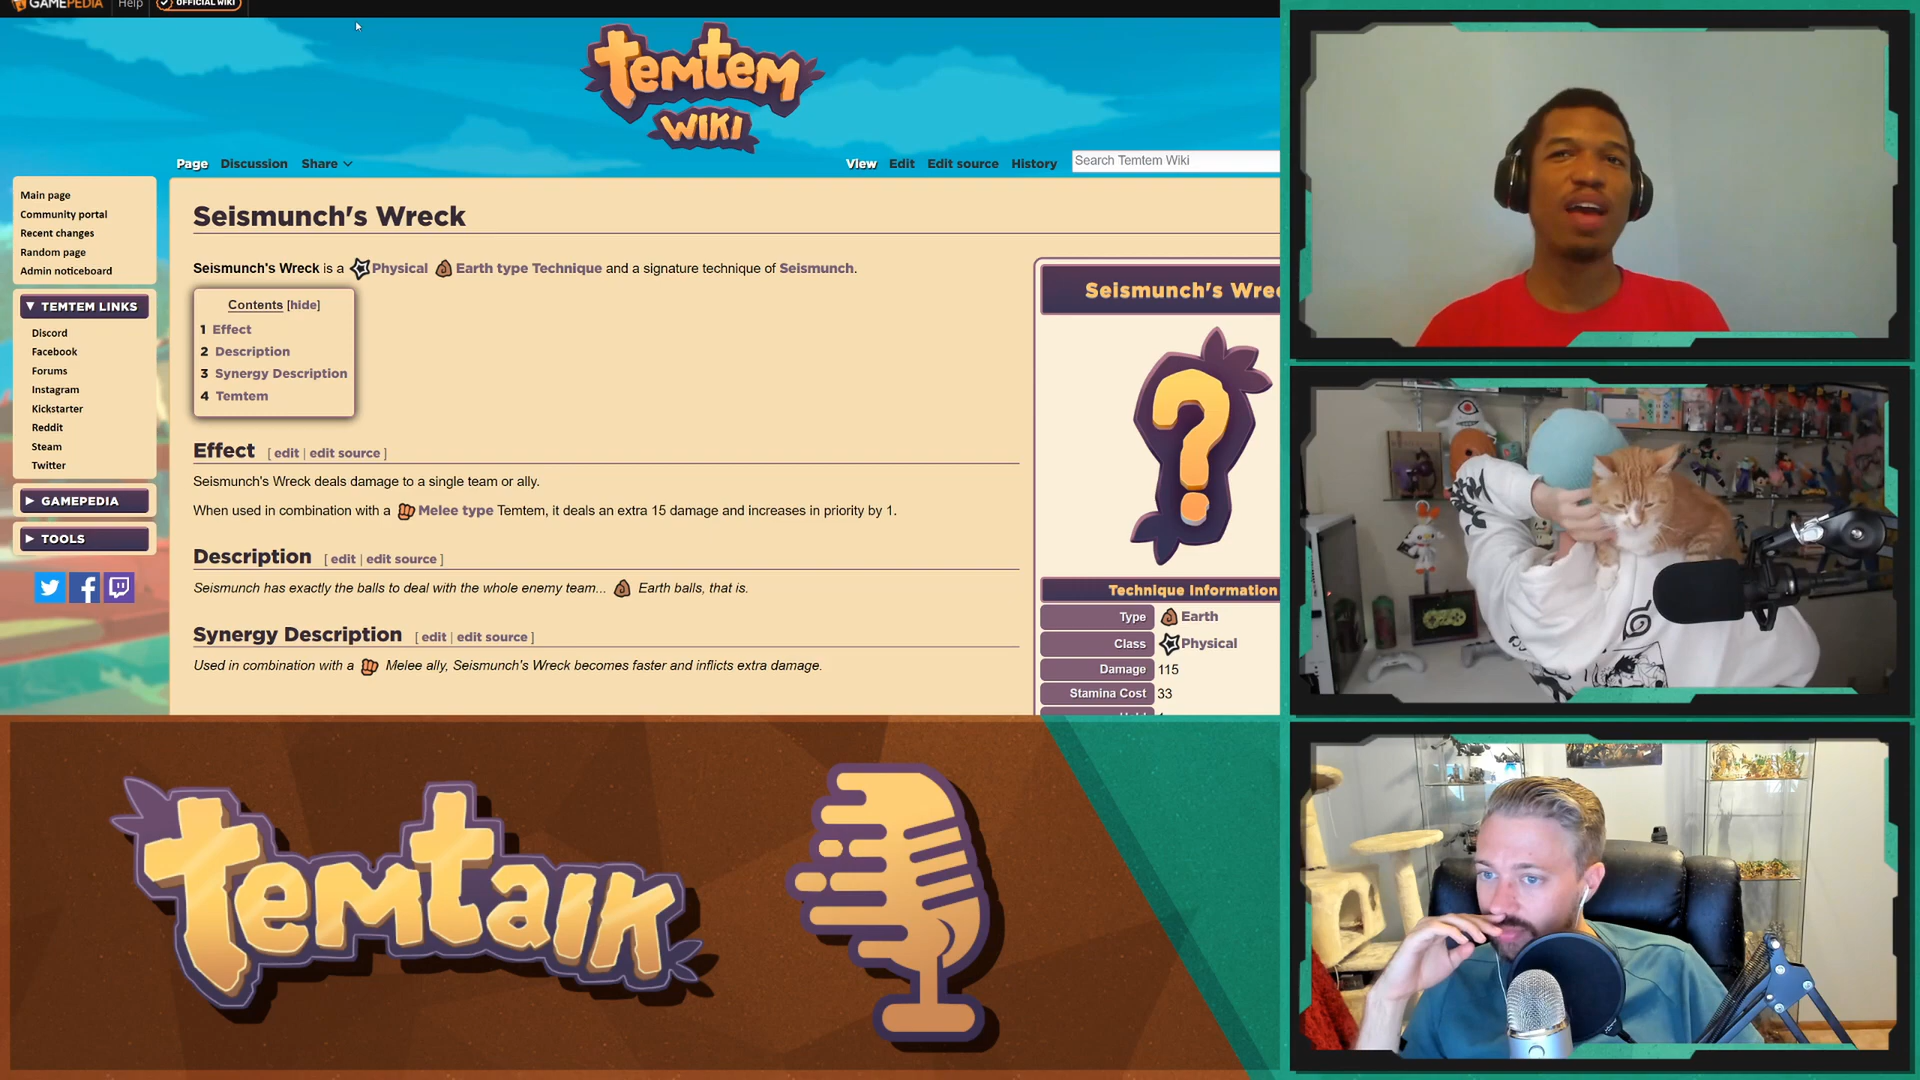 GAMEPEDIA Help OFFICIAL WIKI
temtem
WIKI
Page Discussion Share View Edit Edit source History Search Temtem Wiki
Main page
Community portal
Recent changes
Random page
Admin noticeboard
TEMTEM LINKS
Discord
Facebook
Forums
Instagram
Kickstarter
Reddit
Steam
Twitter
GAMEPEDIA
TOOLS
Seismunch's Wreck
Seismunch's Wreck is a Physical Earth type Technique and a signature technique of Seismunch.
Contents [hide]
1 Effect
2 Description
3 Synergy Description
4 Temtem
Effect [ edit | edit source ]
Seismunch's Wreck deals damage to a single team or ally.
When used in combination with a Melee type Temtem, it deals an extra 15 damage and increases in priority by 1.
Description [ edit | edit source ]
Seismunch has exactly the balls to deal with the whole enemy team... Earth balls, that is.
Synergy Description [ edit | edit source ]
Used in combination with a Melee ally, Seismunch's Wreck becomes faster and inflicts extra damage.
Seismunch's Wrec
Technique Information
Type Earth
Class Physical
Damage 115
Stamina Cost 33
temtalk